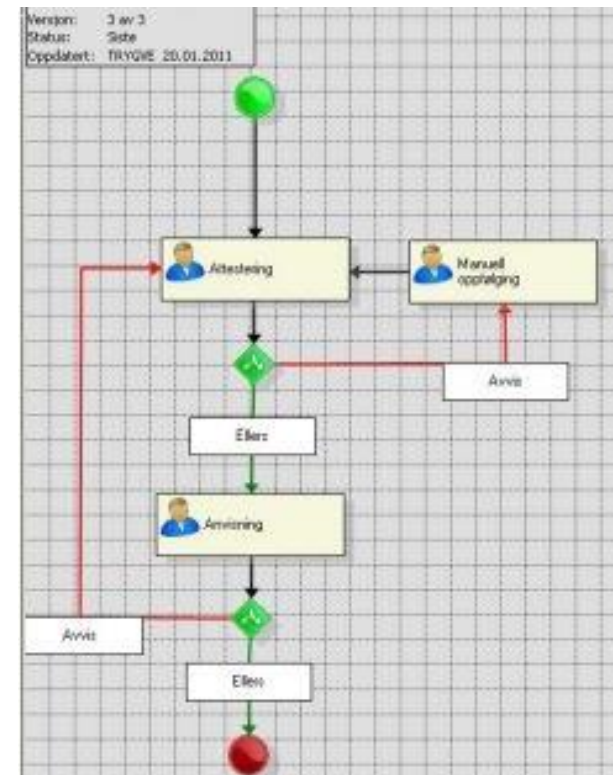 Versjon: 3 av 3
Status: Siste
Oppdatert: TRYGVE 20.01.2011
Attestering
Manuell
oppfølging
Avvis
Ellers
Anvisning
Avvis
Ellers